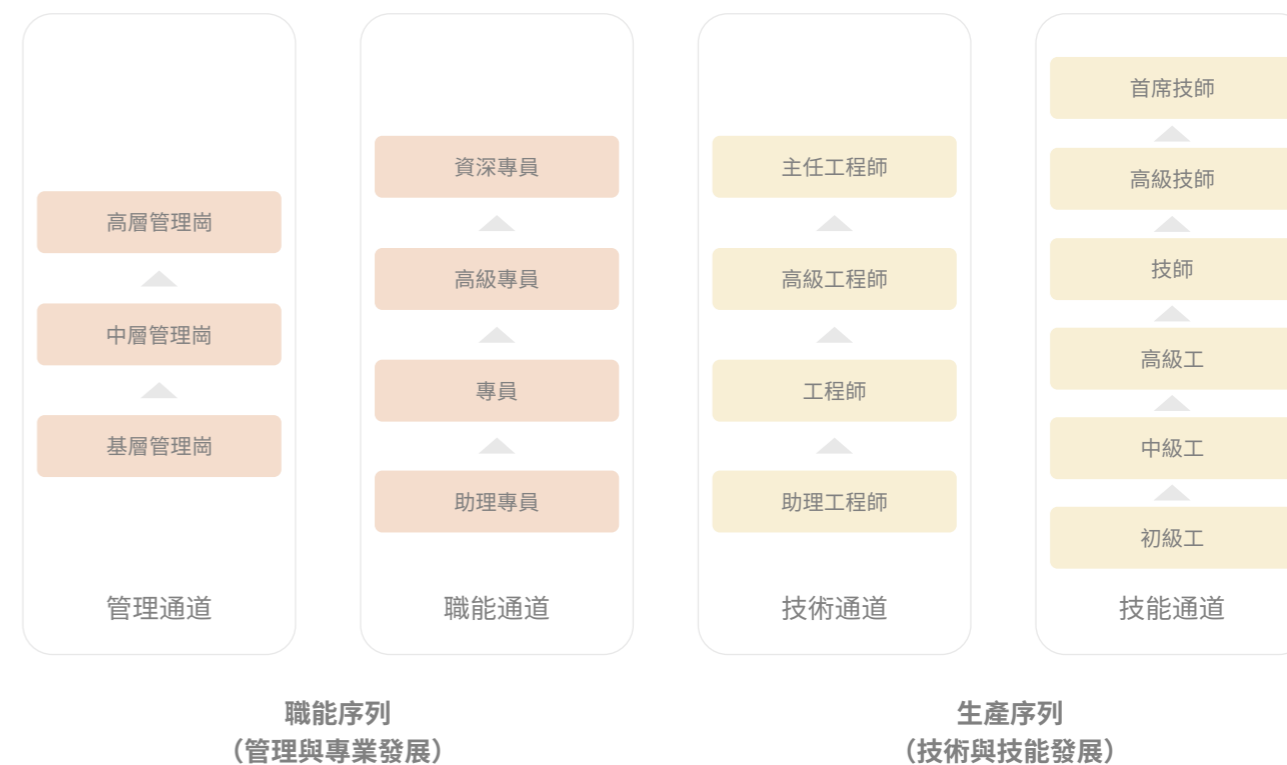 高層管理崗
中層管理崗
基層管理崗
管理通道
資深專員
高級專員
專員
助理專員
職能通道
主任工程師
高級工程師
工程師
助理工程師
技術通道
首席技師
高級技師
技師
高級工
中級工
初級工
技能通道
職能序列
（管理與專業發展）
生產序列
（技術與技能發展）